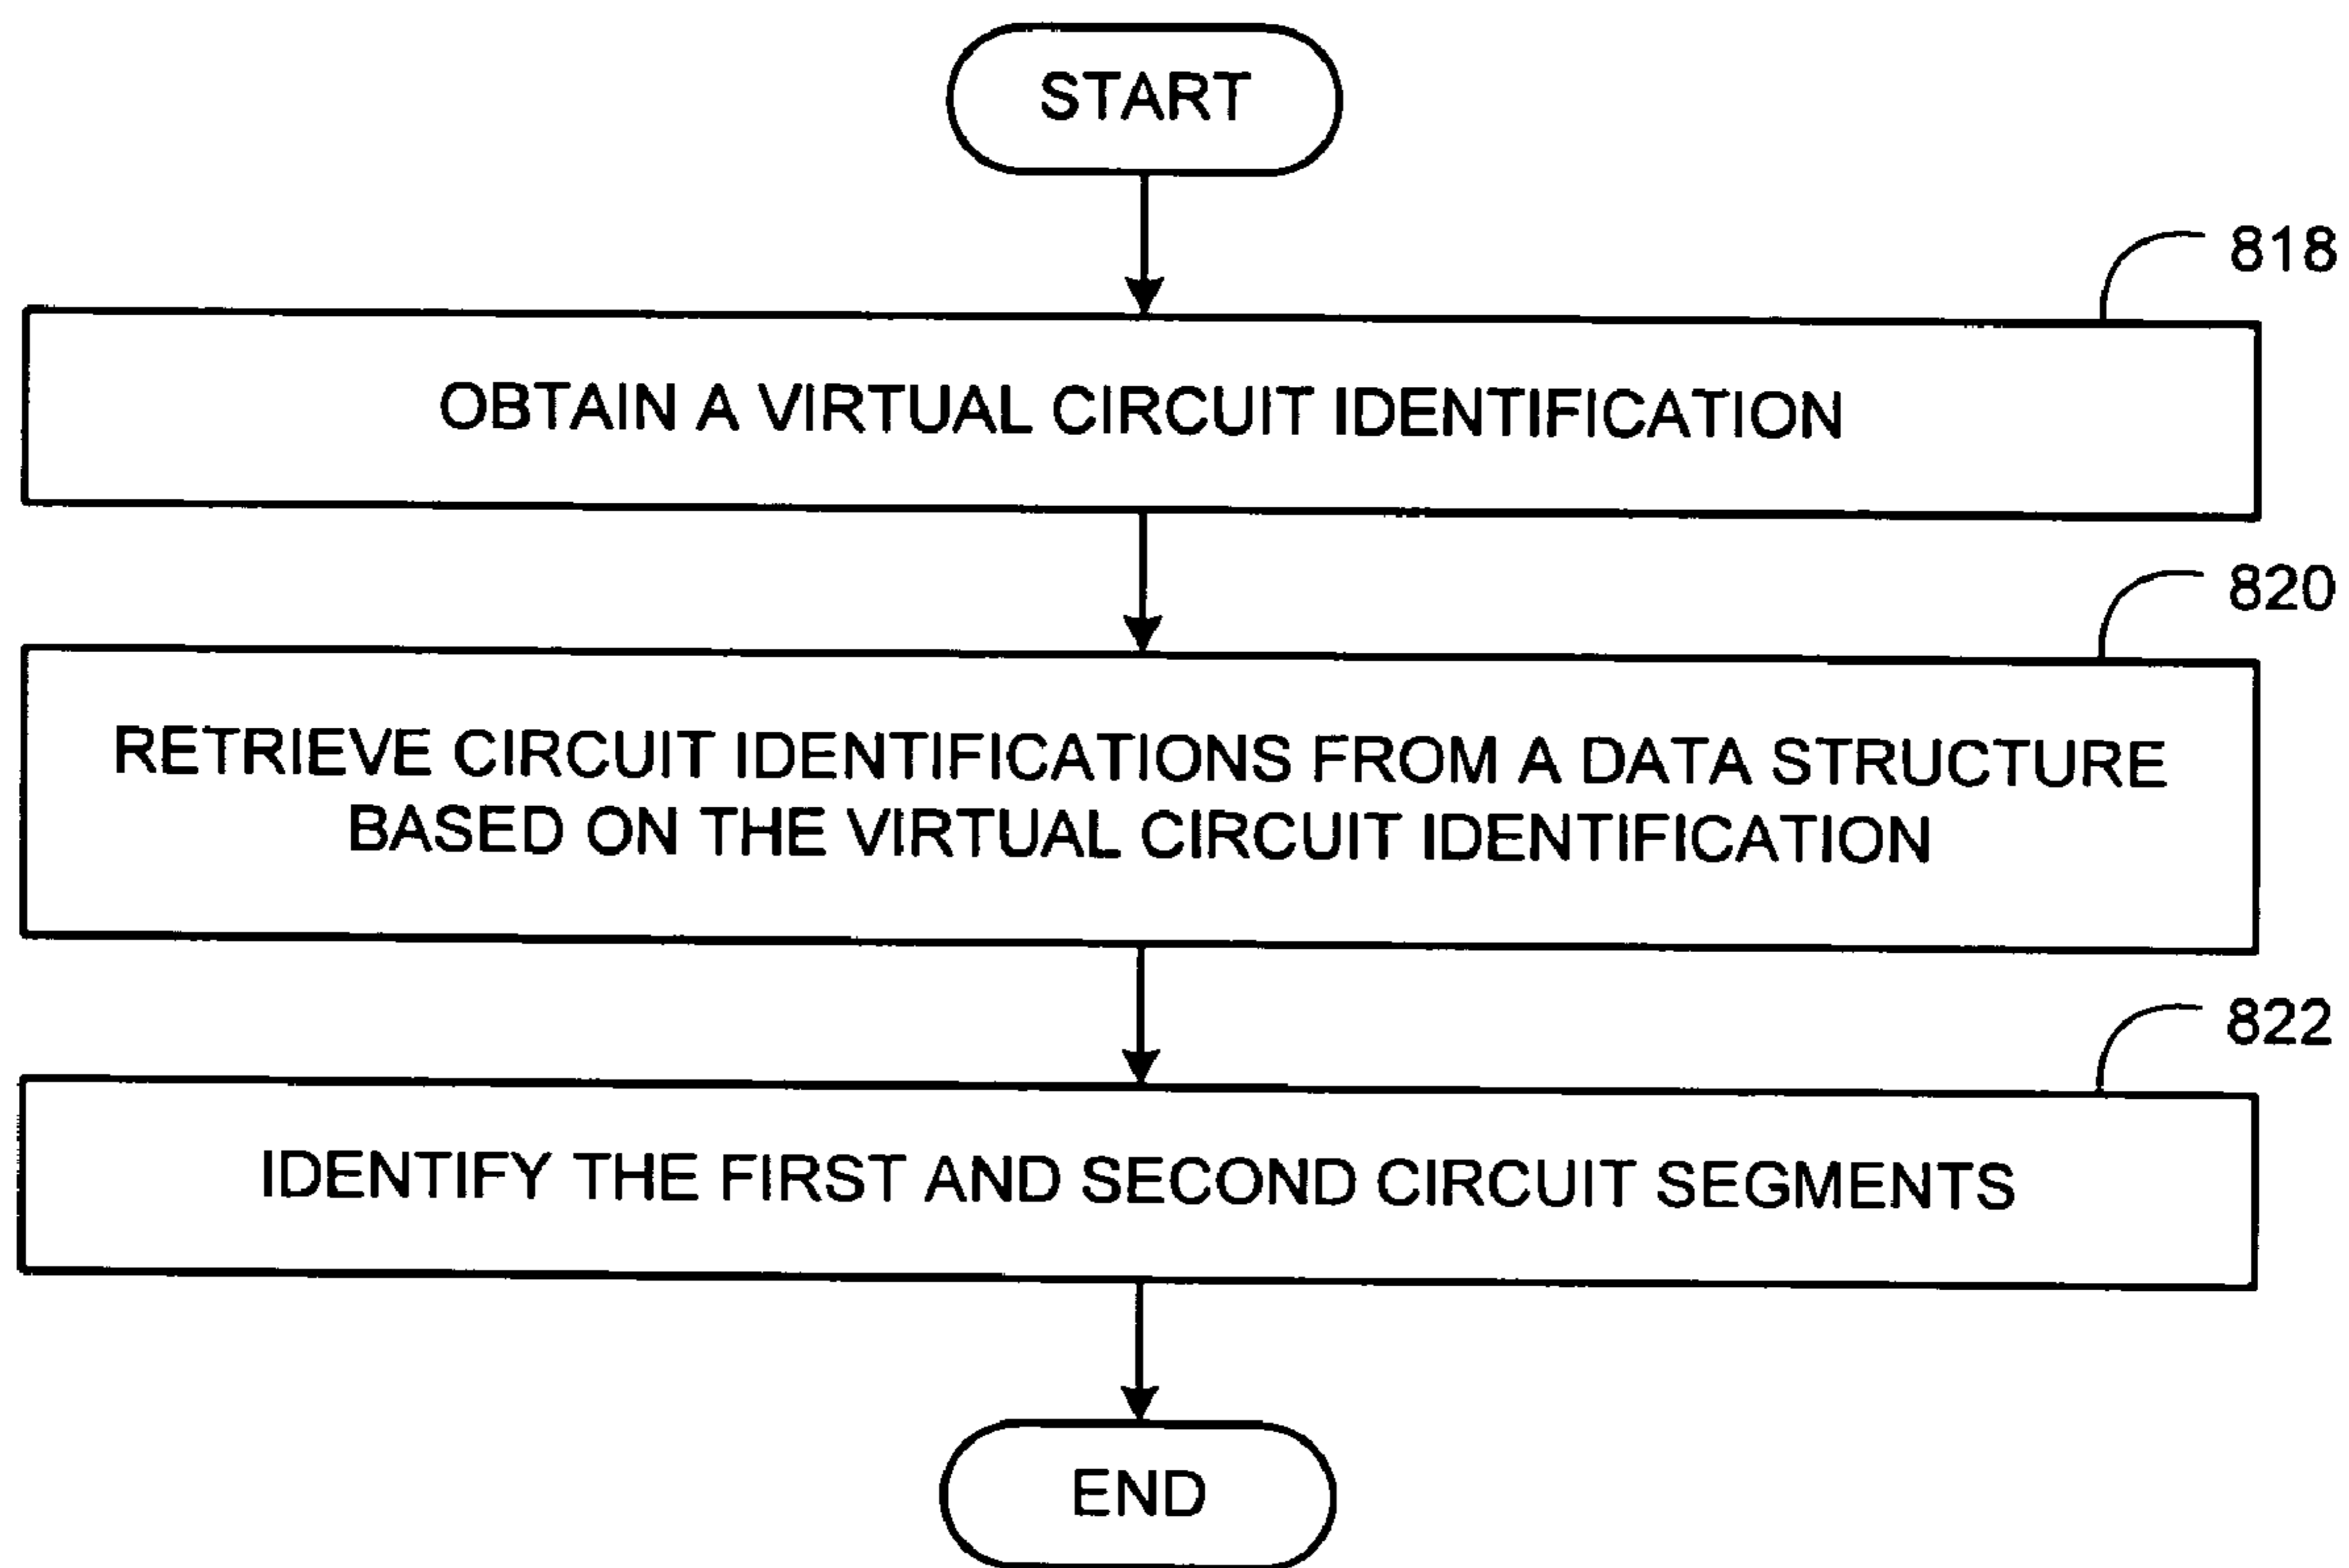 START
818
OBTAIN A VIRTUAL CIRCUIT IDENTIFICATION
820
RETRIEVE CIRCUIT IDENTIFICATIONS FROM A DATA STRUCTURE
BASED ON THE VIRTUAL CIRCUIT IDENTIFICATION
822
IDENTIFY THE FIRST AND SECOND CIRCUIT SEGMENTS
END